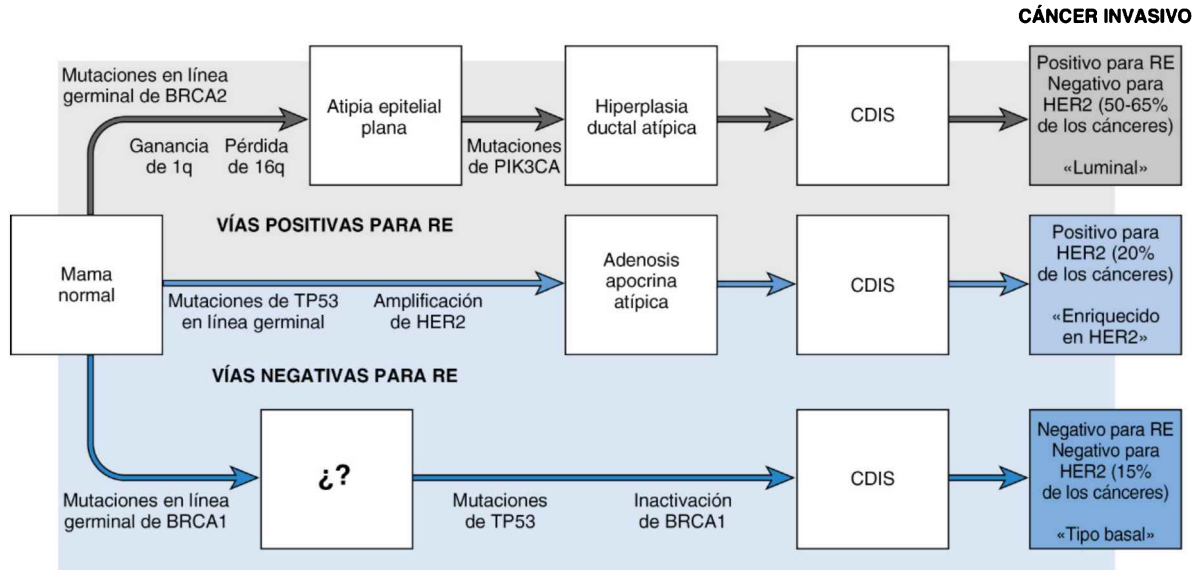 CÁNCER INVASIVO
Mutaciones en línea
germinal de BRCA2
Ganancia
de 1q
Pérdida
de 16q
Atipia epitelial
plana
Mutaciones
de PIK3CA
Hiperplasia
ductal atípica
CDIS
Positivo para RE
Negativo para
HER2 (50-65%
de los cánceres)
«Luminal»
VÍAS POSITIVAS PARA RE
Mama
normal
Mutaciones de TP53
en línea germinal
Amplificación
de HER2
Adenosis
apocrina
atípica
CDIS
Positivo para
HER2 (20%
de los cánceres)
«Enriquecido
en HER2»
VÍAS NEGATIVAS PARA RE
Mutaciones en línea
germinal de BRCA1
¿?
Mutaciones
de TP53
Inactivación
de BRCA1
CDIS
Negativo para RE
Negativo para
HER2 (15%
de los cánceres)
«Tipo basal»